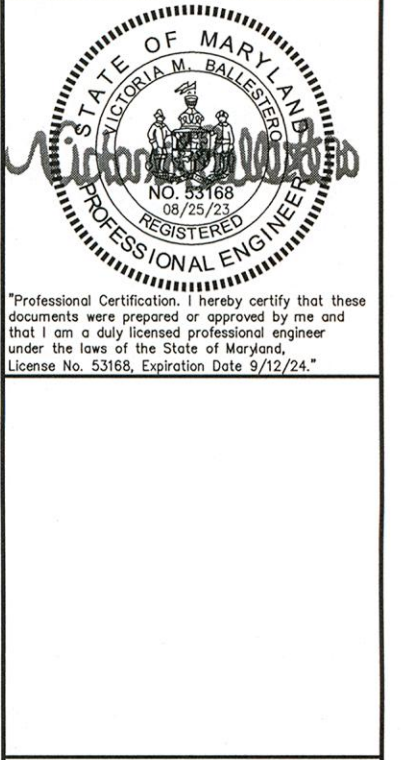 STATE OF MARYLAND
VICTORIA M. BALLESTERO
NO. 53168
08/25/23
REGISTERED
PROFESSIONAL ENGINEER
Victoria Ballestero
"Professional Certification. I hereby certify that these
documents were prepared or approved by me and
that I am a duly licensed professional engineer
under the laws of the State of Maryland,
License No. 53168, Expiration Date 9/12/24."